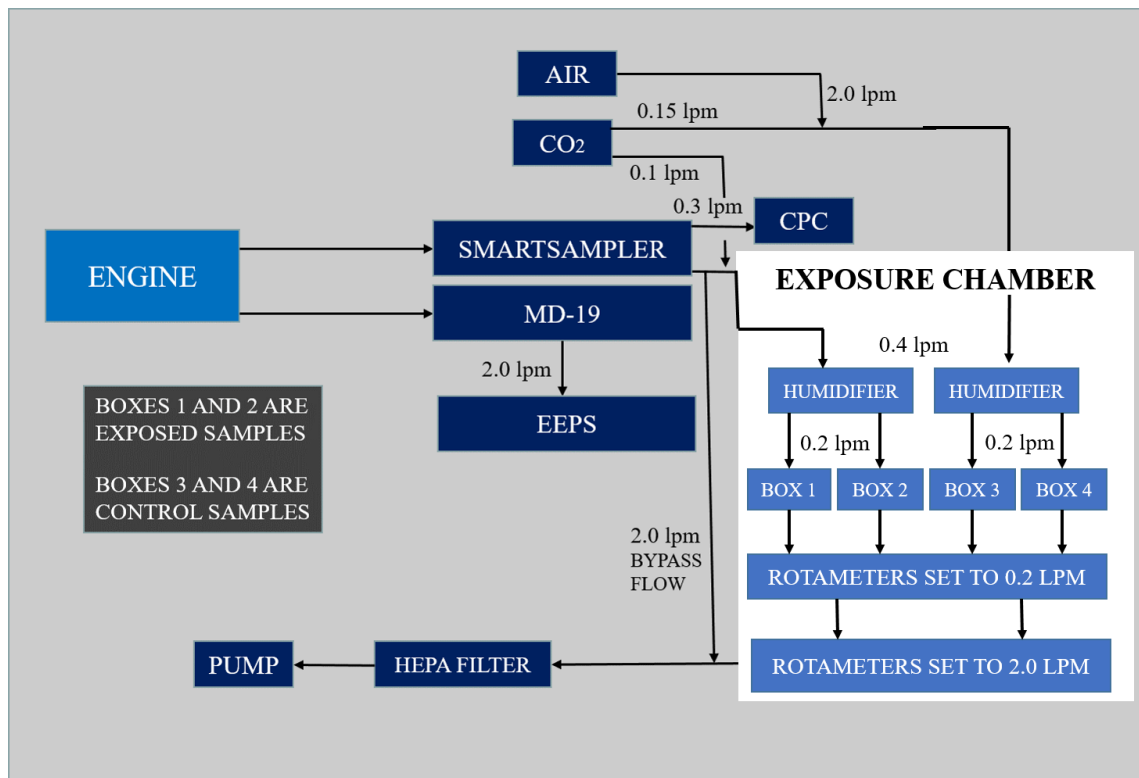 AIR
2.0 lpm
0.15 lpm
CO₂
0.1 lpm
0.3 lpm
CPC
SMARTSAMPLER
ENGINE
EXPOSURE CHAMBER
MD-19
0.4 lpm
2.0 lpm
HUMIDIFIER
HUMIDIFIER
BOXES 1 AND 2 ARE
EXPOSED SAMPLES
BOXES 3 AND 4 ARE
CONTROL SAMPLES
EEPS
0.2 lpm
0.2 lpm
BOX 1
BOX 2
BOX 3
BOX 4
2.0 lpm
BYPASS
FLOW
ROTAMETERS SET TO 0.2 LPM
PUMP
HEPA FILTER
ROTAMETERS SET TO 2.0 LPM